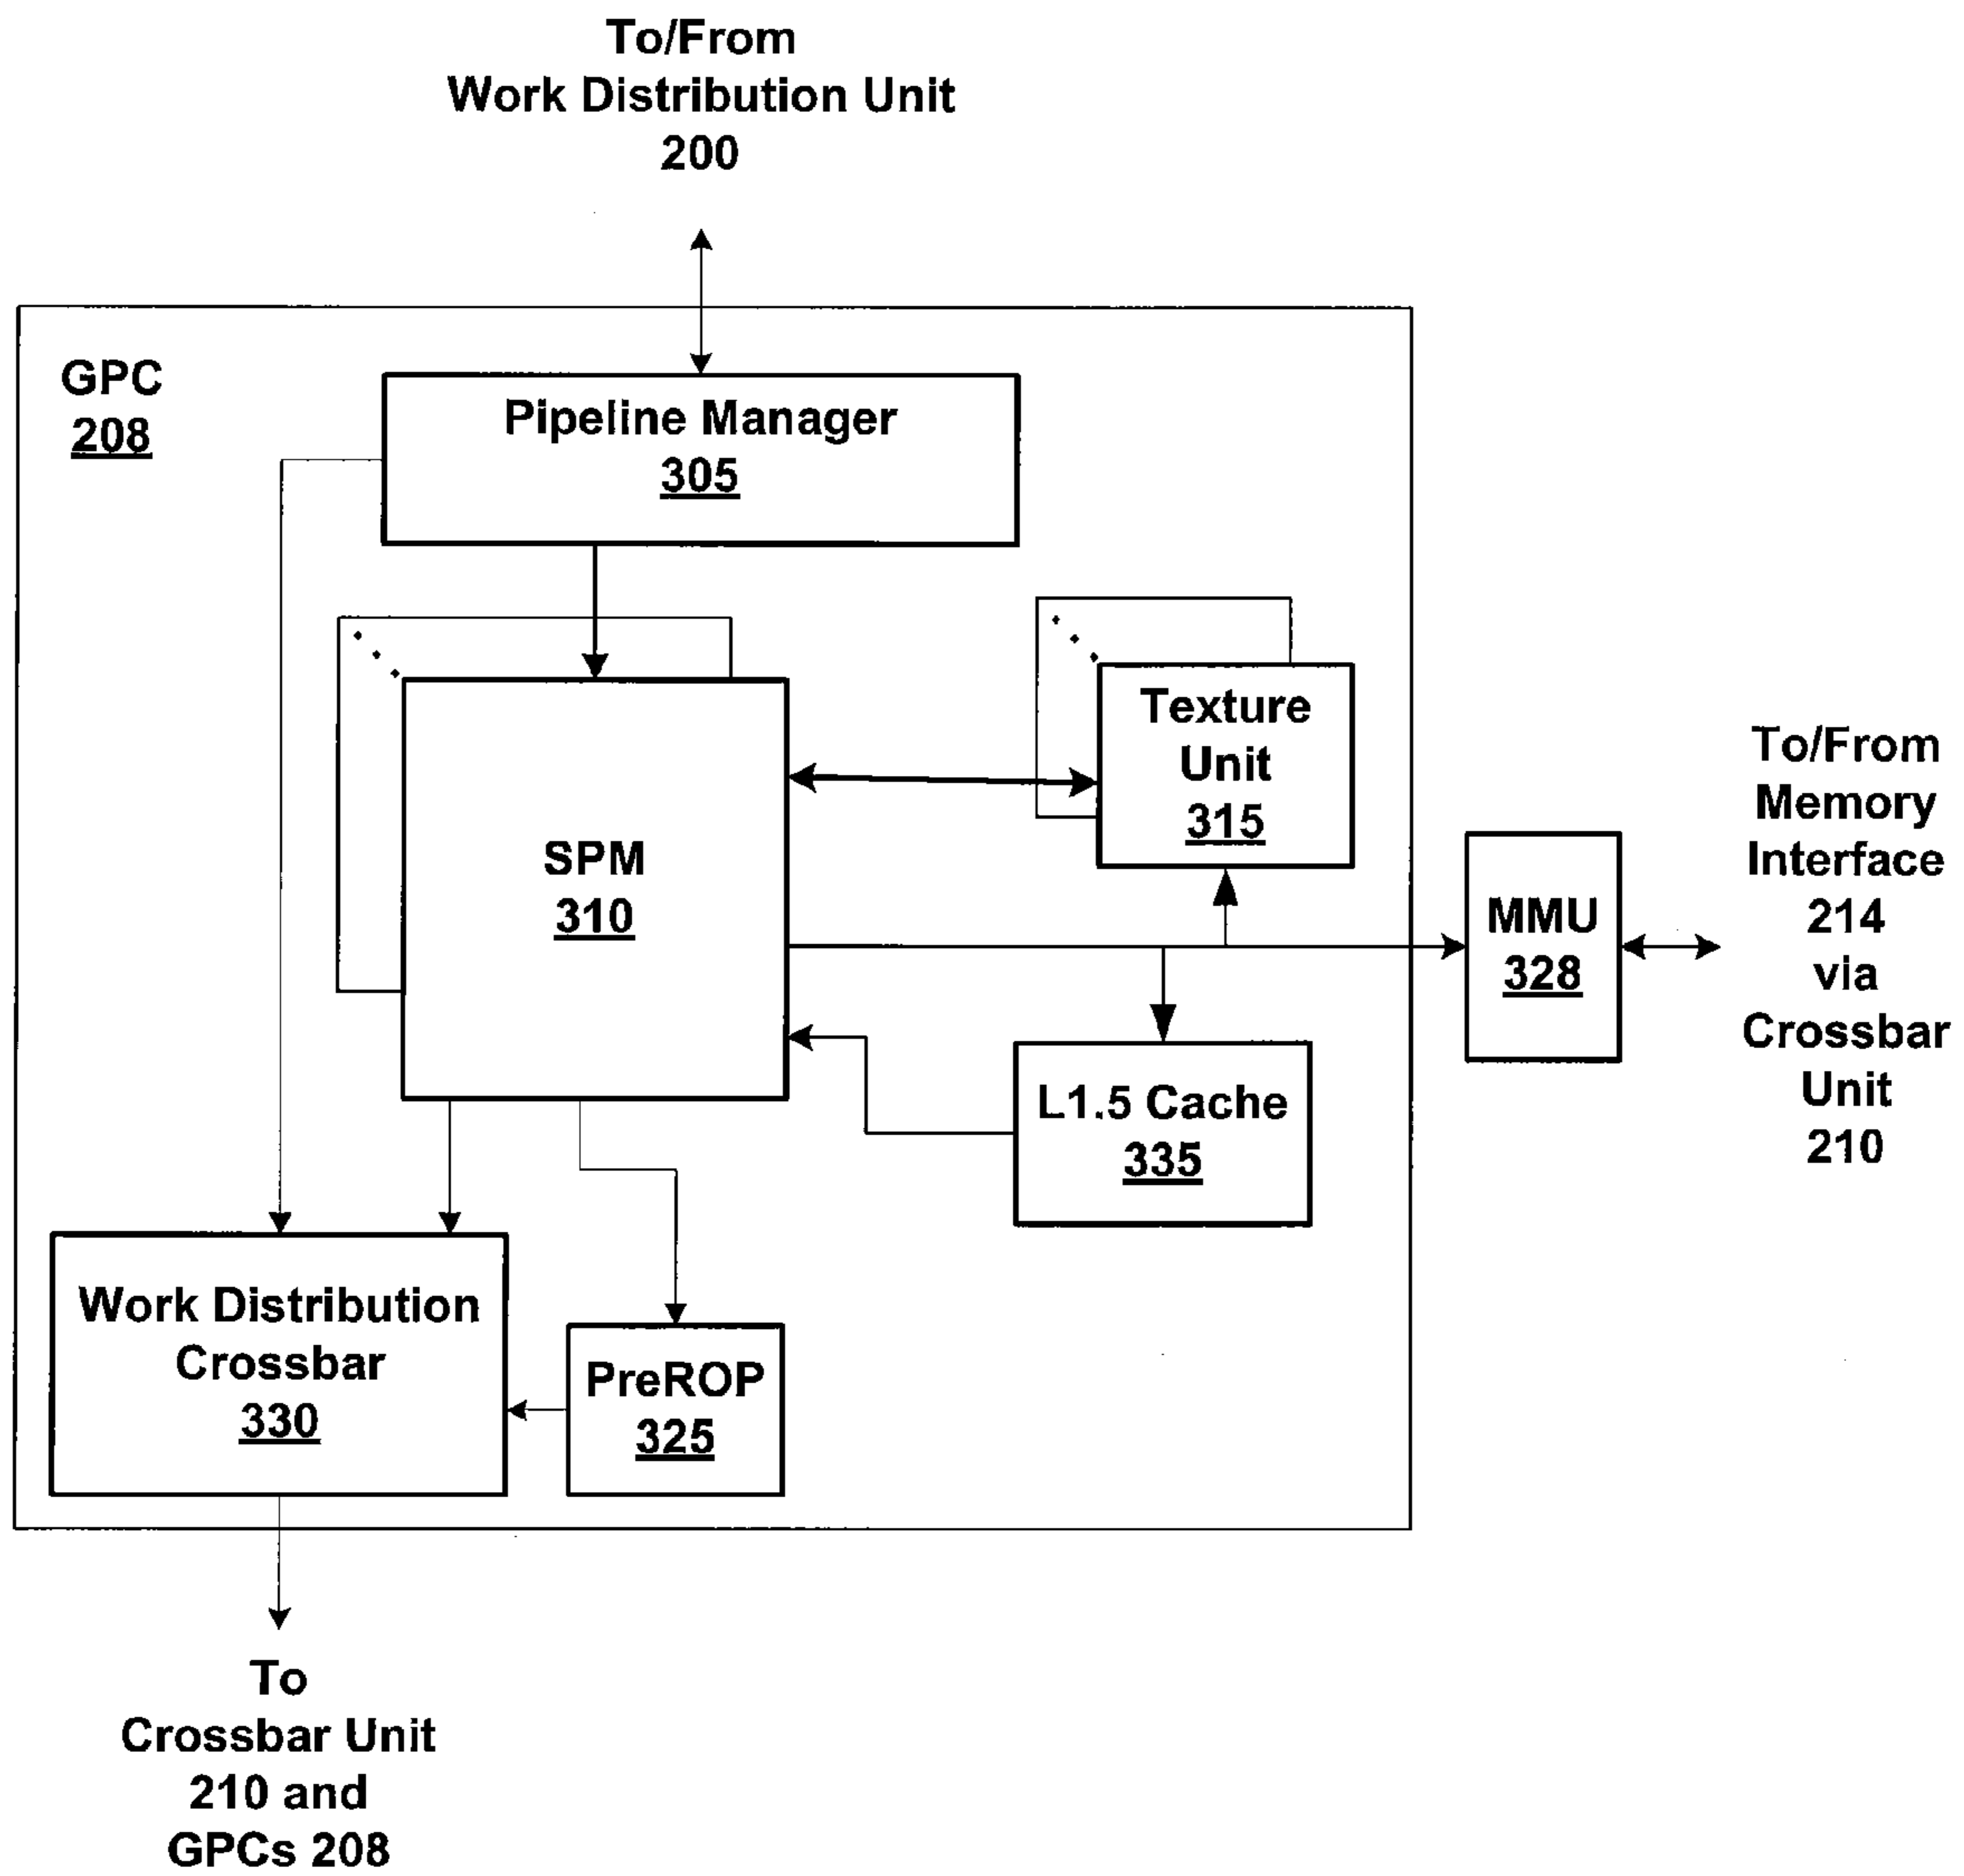 To/From
Work Distribution Unit
200
GPC
208
Pipeline Manager
305
Texture
Unit
315
SPM
310
To/From
Memory
Interface
214
via
Crossbar
Unit
210
MMU
328
L1.5 Cache
335
Work Distribution
Crossbar
330
PreROP
325
To
Crossbar Unit
210 and
GPCs 208